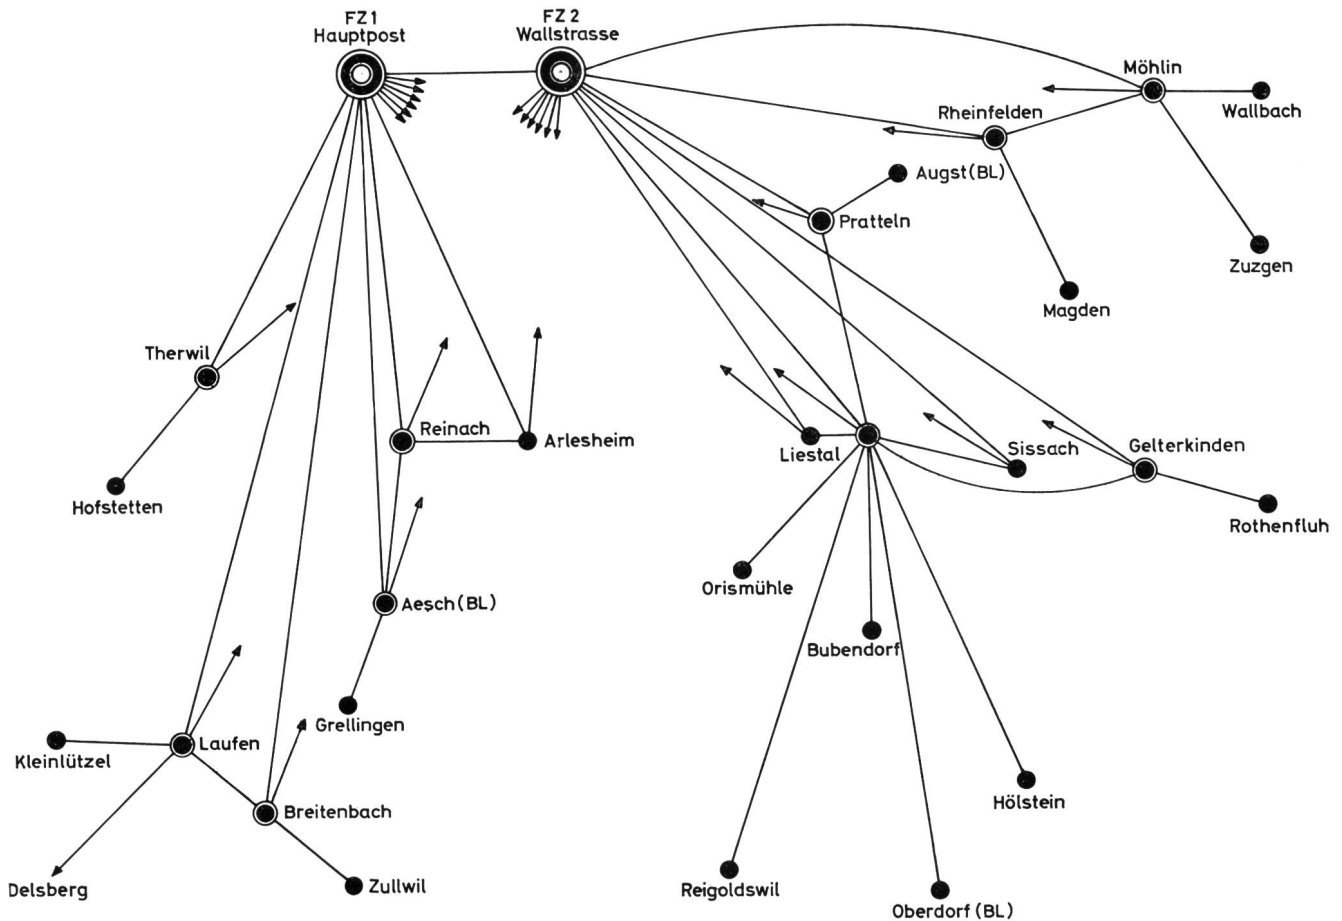 FZ 1
Hauptpost
FZ 2
Wallstrasse
Möhlin
Wallbach
Rheinfelden
Augst (BL)
Pratteln
Zuzgen
Magden
Therwil
Reinach
Arlesheim
Liestal
Sissach
Gelterkinden
Hofstetten
Rothenfluh
Orismühle
Aesch (BL)
Bubendorf
Grellingen
Laufen
Kleinlützel
Hölstein
Breitenbach
Delsberg
Zullwil
Reigoldswil
Oberdorf (BL)